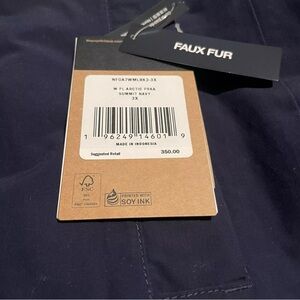 FAUX FUR
NF0A7WML8K2-3X
W PL ARCTIC PRKA
SUMMIT NAVY
3X
1 96249 14601 9
MADE IN INDONESIA
Suggested Retail
350.00
FSC
PRINTED WITH
SOY INK